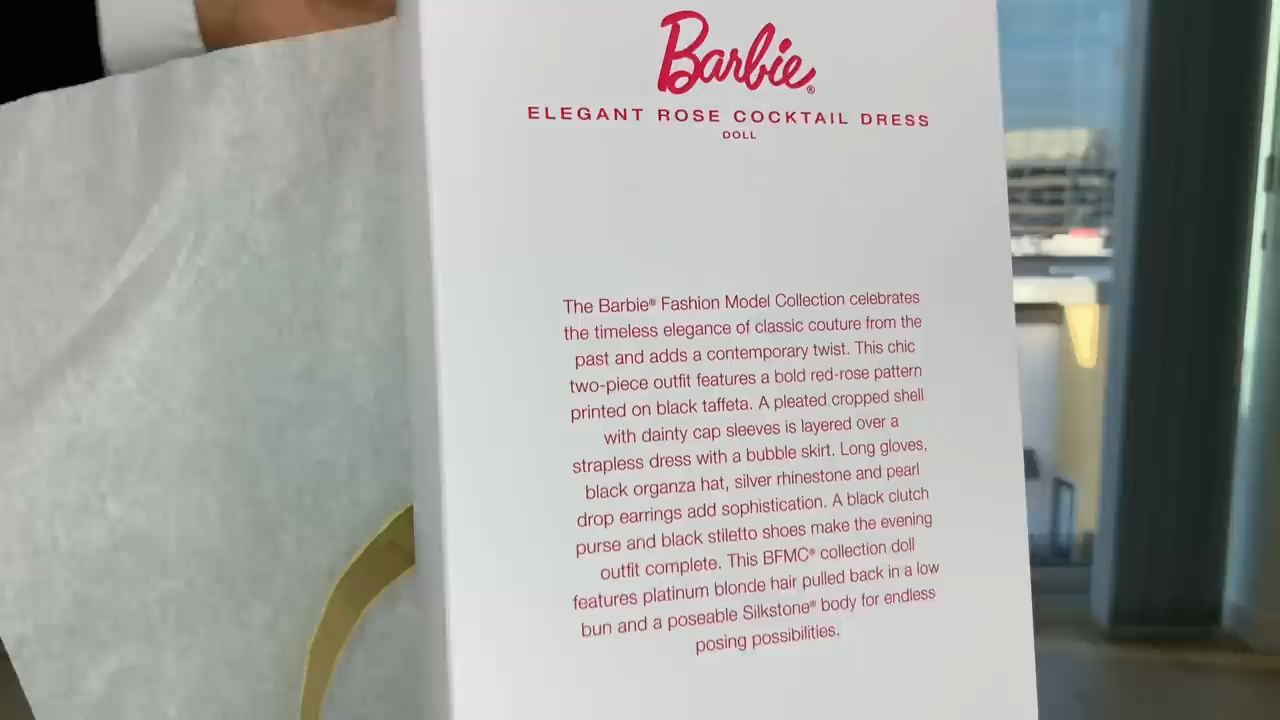 Barbie®
ELEGANT ROSE COCKTAIL DRESS
DOLL
The Barbie® Fashion Model Collection celebrates
the timeless elegance of classic couture from the
past and adds a contemporary twist. This chic
two-piece outfit features a bold red-rose pattern
printed on black taffeta. A pleated cropped shell
with dainty cap sleeves is layered over a
strapless dress with a bubble skirt. Long gloves,
black organza hat, silver rhinestone and pearl
drop earrings add sophistication. A black clutch
purse and black stiletto shoes make the evening
outfit complete. This BFMC® collection doll
features platinum blonde hair pulled back in a low
bun and a poseable Silkstone® body for endless
posing possibilities.